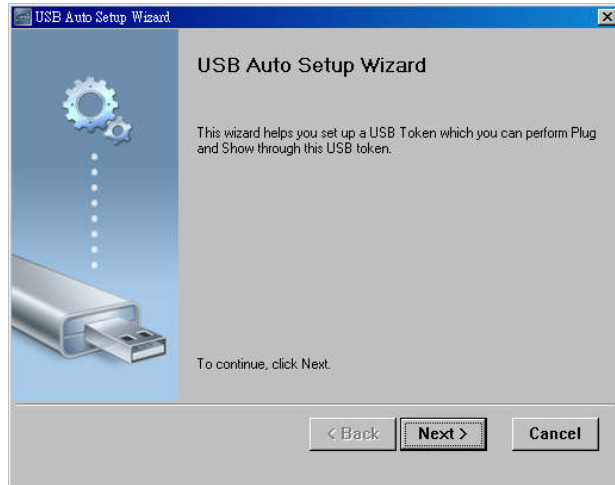 USB Auto Setup Wizard
USB Auto Setup Wizard
This wizard helps you set up a USB Token which you can perform Plug
and Show through this USB token.
To continue, click Next.
< Back
Next >
Cancel